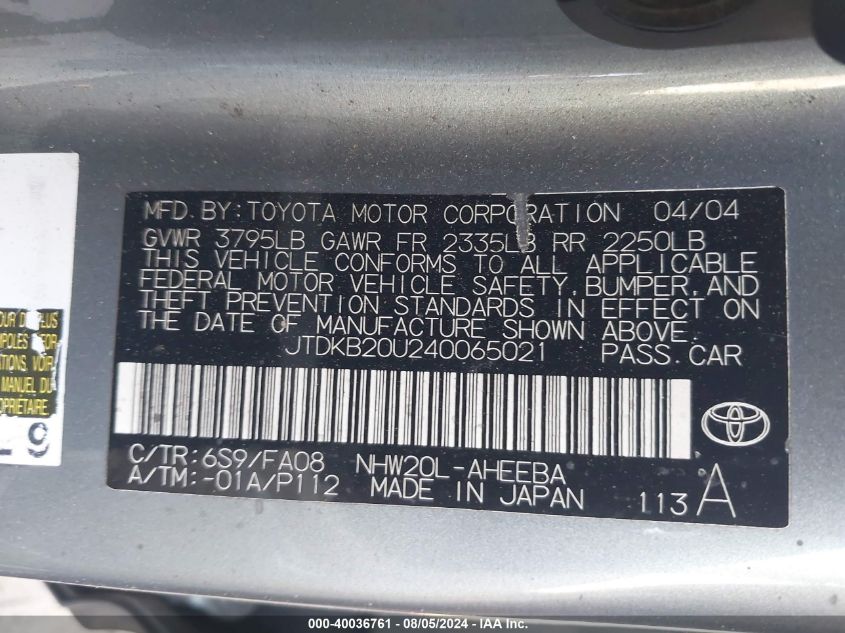 MFD. BY: TOYOTA MOTOR CORPORATION 04/04
GVWR 3795LB GAWR FR 2335LB RR 2250LB
THIS VEHICLE CONFORMS TO ALL APPLICABLE
FEDERAL MOTOR VEHICLE SAFETY, BUMPER, AND
THEFT PREVENTION STANDARDS IN EFFECT ON
THE DATE OF MANUFACTURE SHOWN ABOVE.
JTDKB20U240065021 PASS. CAR
C/TR: 6S9/FA08 NHW20L-AHEEBA
A/TM: -01A/P112 MADE IN JAPAN 113 A
MANUEL DU
000-40036761 - 08/05/2024 - IAA Inc.